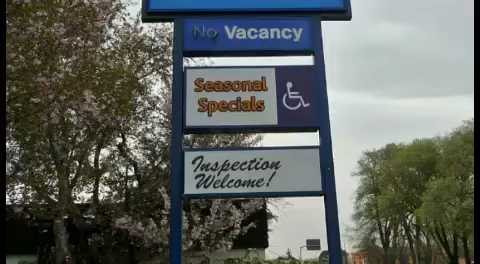 No Vacancy
Seasonal
Specials
Inspection
Welcome!